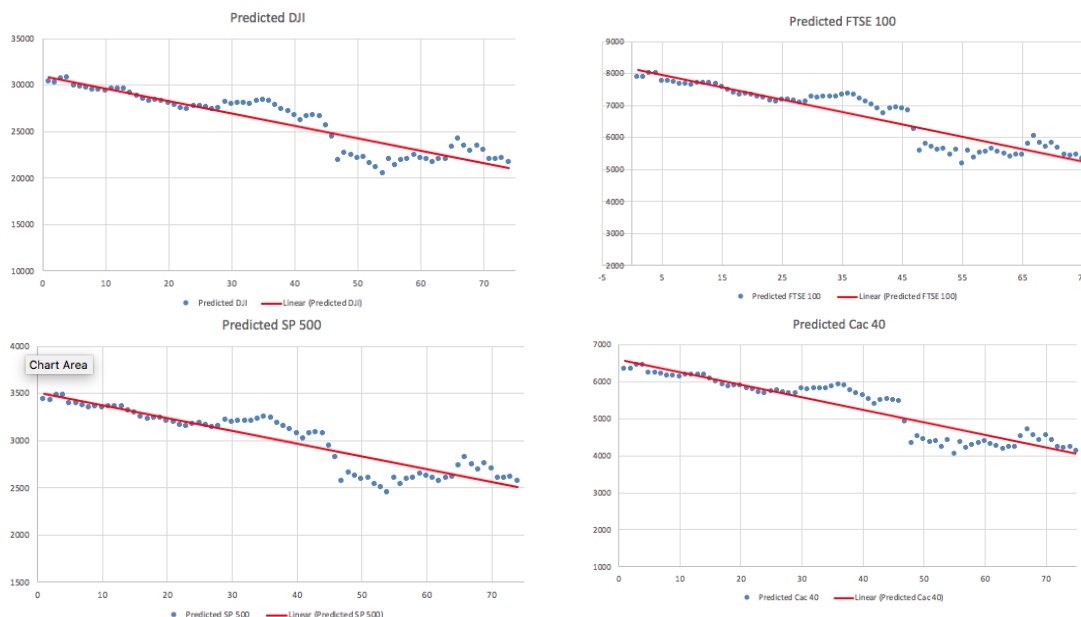 Predicted DJI
35000
30000
25000
20000
15000
10000
0 10 20 30 40 50 60 70
Predicted DJI Linear (Predicted DJI)
Predicted FTSE 100
9000
8000
7000
6000
5000
4000
3000
2000
-5 5 15 25 35 45 55 65 75
Predicted FTSE 100 Linear (Predicted FTSE 100)
Predicted SP 500
4000
Chart Area
3500
3000
2500
2000
1500
0 10 20 30 40 50 60 70
Predicted SP 500 Linear (Predicted SP 500)
Predicted Cac 40
7000
6000
5000
4000
3000
2000
1000
0 10 20 30 40 50 60 70
Predicted Cac 40 Linear (Predicted Cac 40)